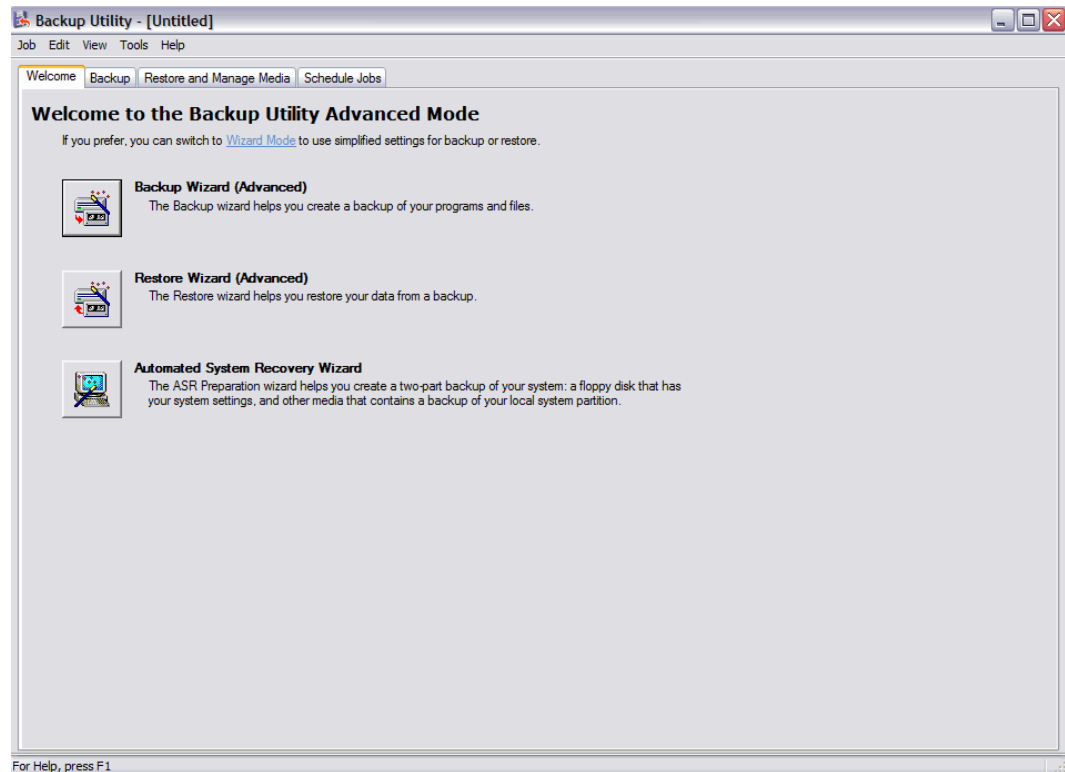 Backup Utility - [Untitled]
Job Edit View Tools Help
Welcome Backup Restore and Manage Media Schedule Jobs
Welcome to the Backup Utility Advanced Mode
If you prefer, you can switch to Wizard Mode to use simplified settings for backup or restore.
Backup Wizard (Advanced)
The Backup wizard helps you create a backup of your programs and files.
Restore Wizard (Advanced)
The Restore wizard helps you restore your data from a backup.
Automated System Recovery Wizard
The ASR Preparation wizard helps you create a two-part backup of your system: a floppy disk that has
your system settings, and other media that contains a backup of your local system partition.
For Help, press F1